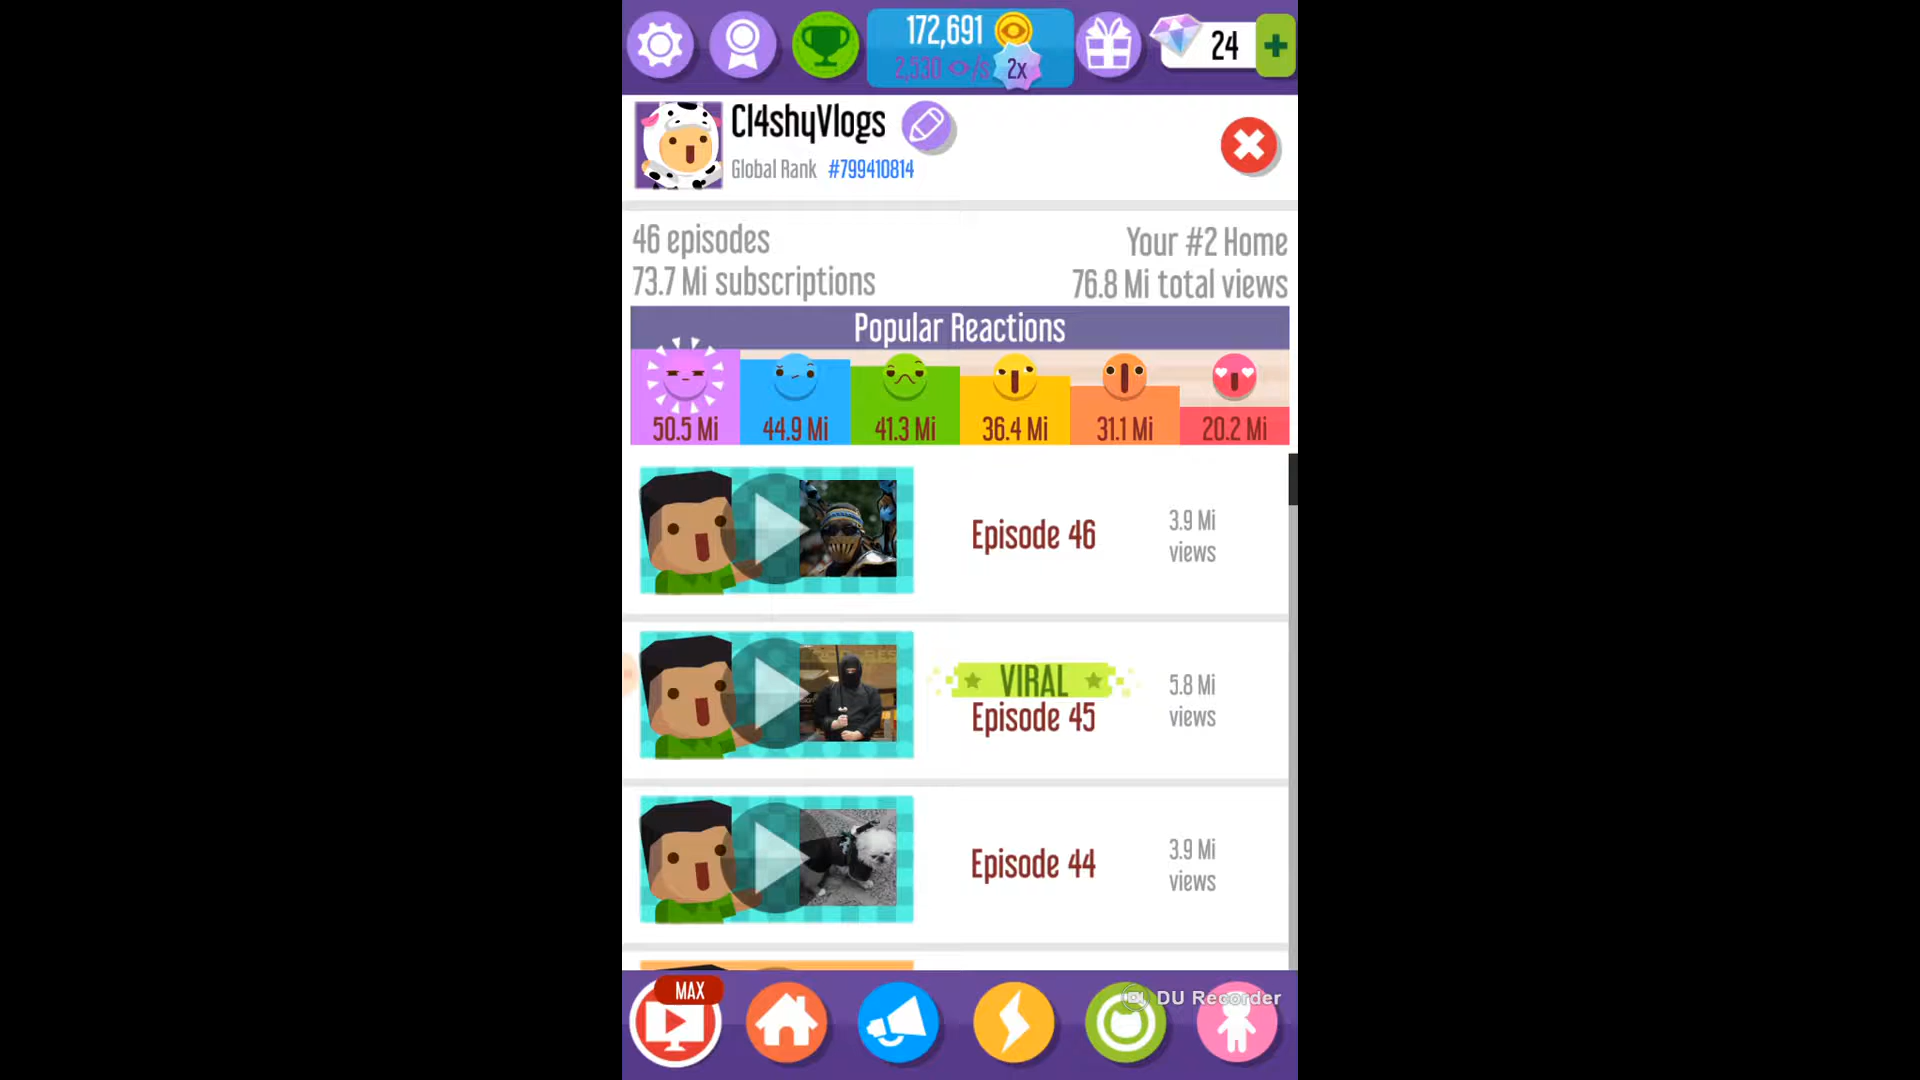 172,691
2,530 /s
2x
24
Cl4shyVlogs
Global Rank #799410814
46 episodes
Your #2 Home
73.7 Mi subscriptions
76.8 Mi total views
Popular Reactions
50.5 Mi
44.9 Mi
41.3 Mi
36.4 Mi
31.1 Mi
20.2 Mi
Episode 46
3.9 Mi
views
VIRAL
Episode 45
5.8 Mi
views
Episode 44
3.9 Mi
views
MAX
DU Recorder